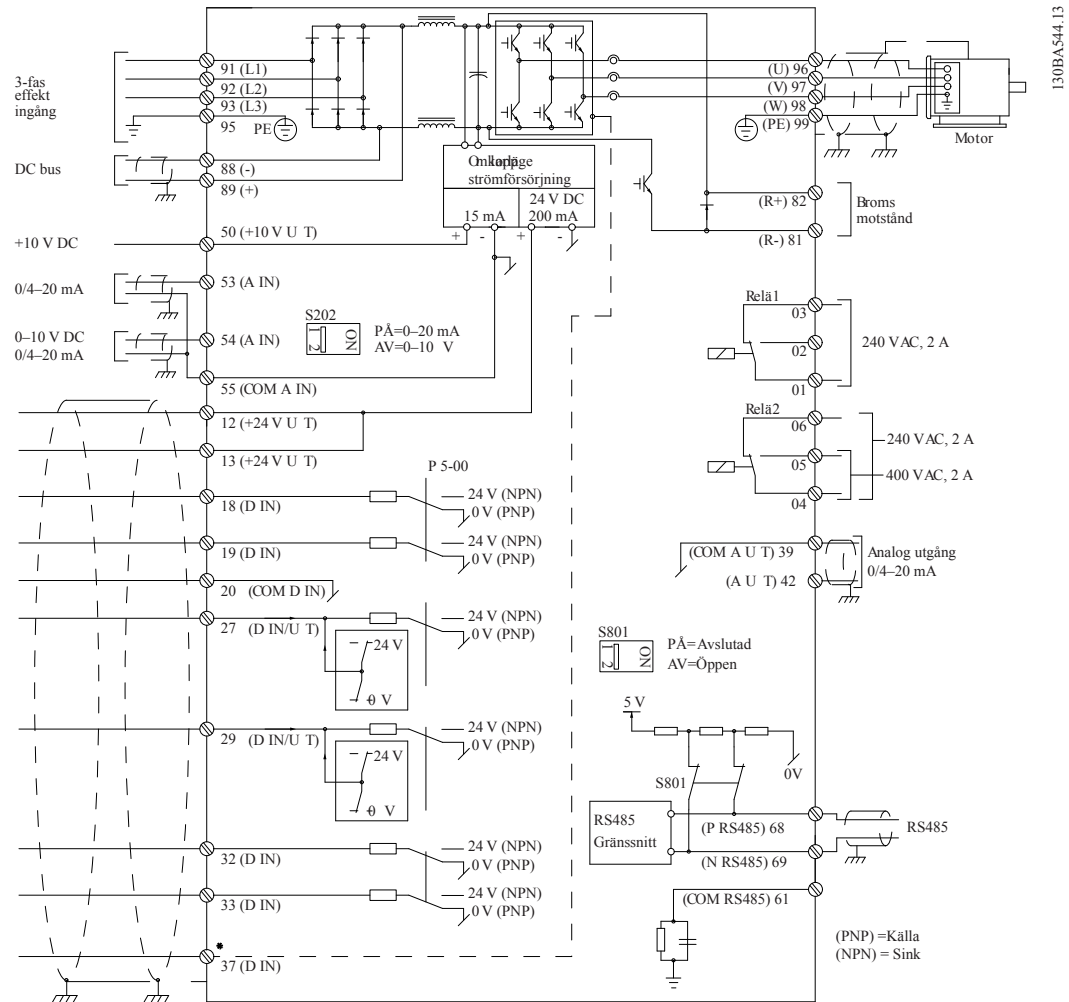 130BA544.13
3-fas
effekt
ingång
91 (L1)
92 (L2)
93 (L3)
95
PE
DC bus
88 (-)
89 (+)
+10 V DC
50 (+10 V U T)
0/4–20 mA
53 (A IN)
0–10 V DC
0/4–20 mA
54 (A IN)
55 (COM A IN)
12 (+24 V U T)
13 (+24 V U T)
18 (D IN)
19 (D IN)
20 (COM D IN)
27 (D IN/U T)
29 (D IN/U T)
32 (D IN)
33 (D IN)
*
37 (D IN)
strömförsörjning
24 V DC
15 mA
200 mA
+ - + -
S202
ON
1 2
PÅ=0–20 mA
AV=0–10 V
P 5-00
24 V (NPN)
0 V (PNP)
24 V (NPN)
0 V (PNP)
24 V (NPN)
0 V (PNP)
24 V
0 V
24 V (NPN)
0 V (PNP)
24 V
0 V
24 V (NPN)
0 V (PNP)
24 V (NPN)
0 V (PNP)
(U) 96
(V) 97
(W) 98
(PE) 99
Motor
(R+) 82
(R-) 81
Broms
motstånd
Relä1
03
02
01
240 VAC, 2 A
Relä2
06
05
04
240 VAC, 2 A
400 VAC, 2 A
(COM A U T) 39
(A U T) 42
Analog utgång
0/4–20 mA
S801
ON
1 2
PÅ=Avslutad
AV=Öppen
5 V
0V
S801
RS485
Gränssnitt
(P RS485) 68
(N RS485) 69
RS485
(COM RS485) 61
(PNP) =Källa
(NPN) = Sink